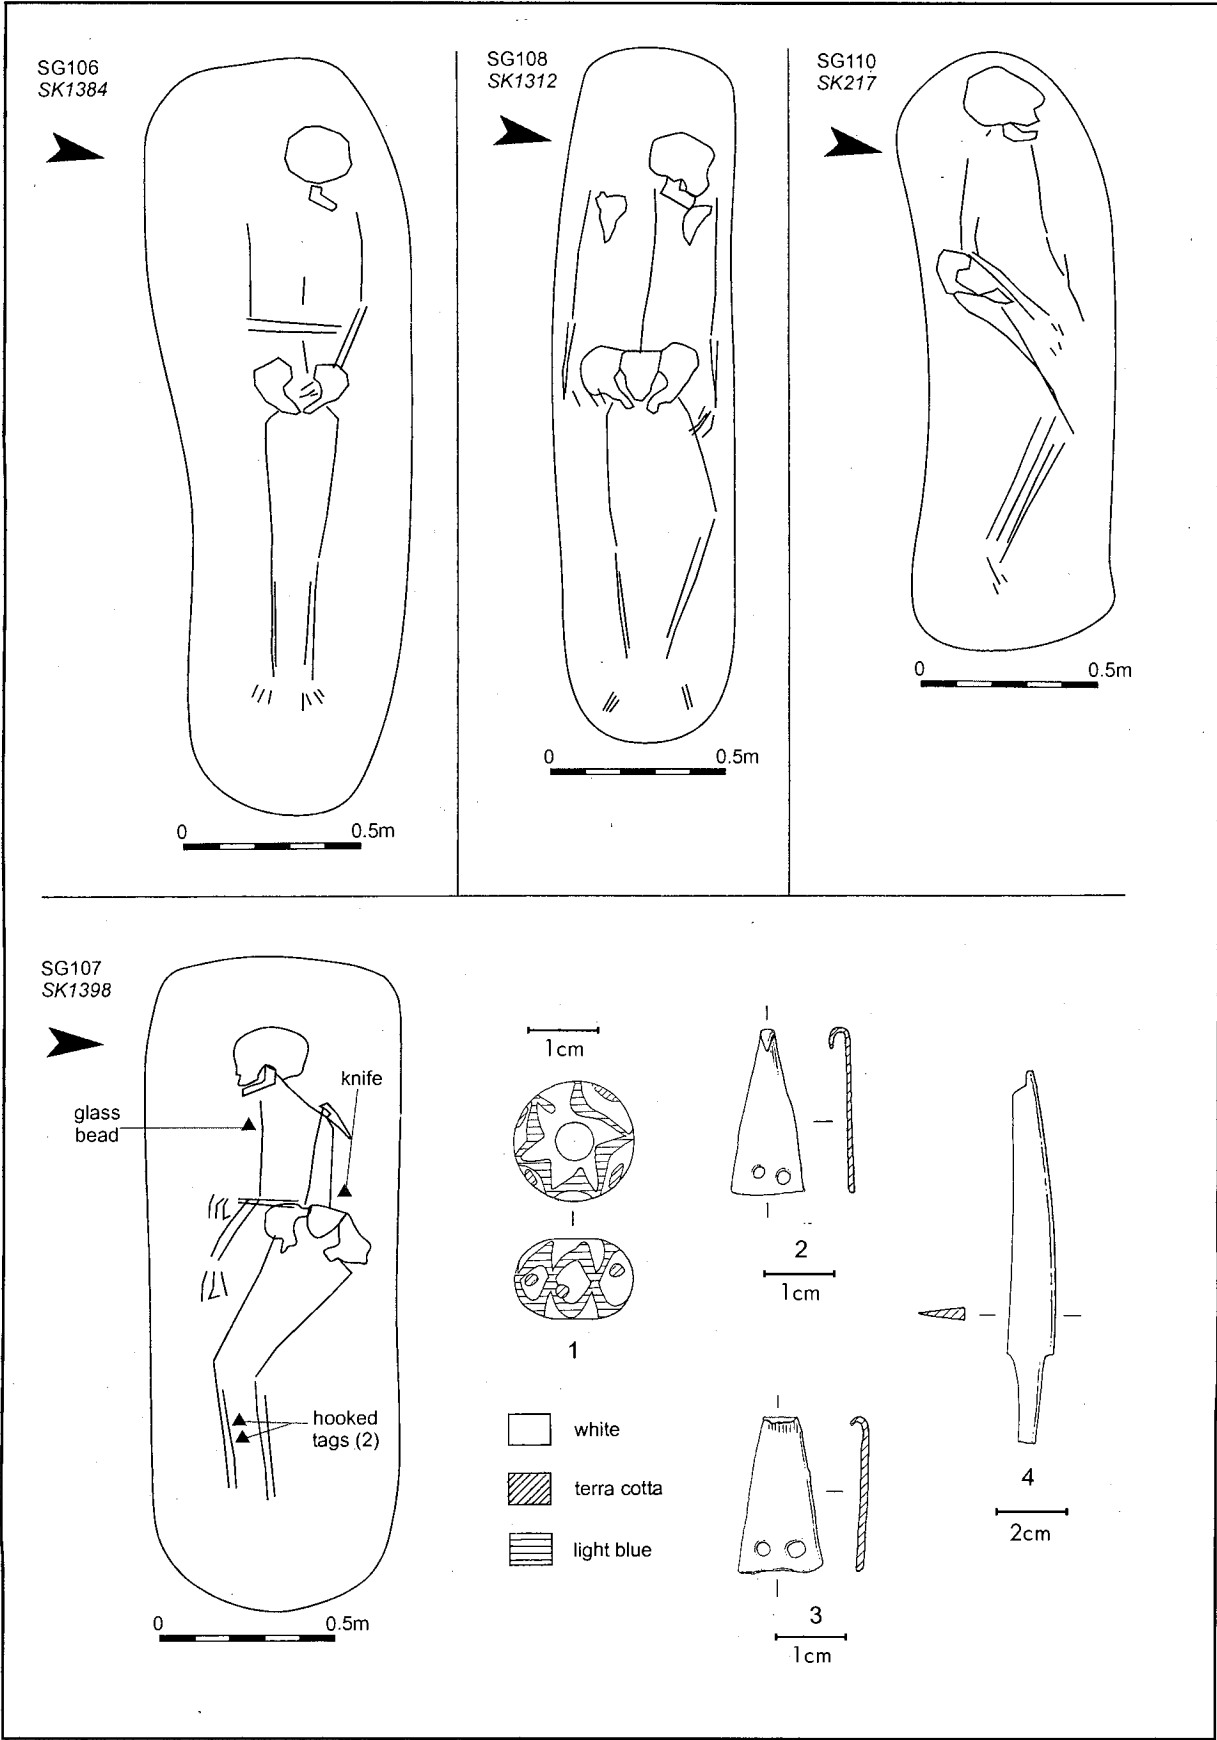 SG106
SK1384
0 0.5m
SG108
SK1312
0 0.5m
SG110
SK217
0 0.5m
SG107
SK1398
glass
bead
knife
hooked
tags (2)
0 0.5m
1cm
1
white
terra cotta
light blue
2
1cm
3
1cm
4
2cm